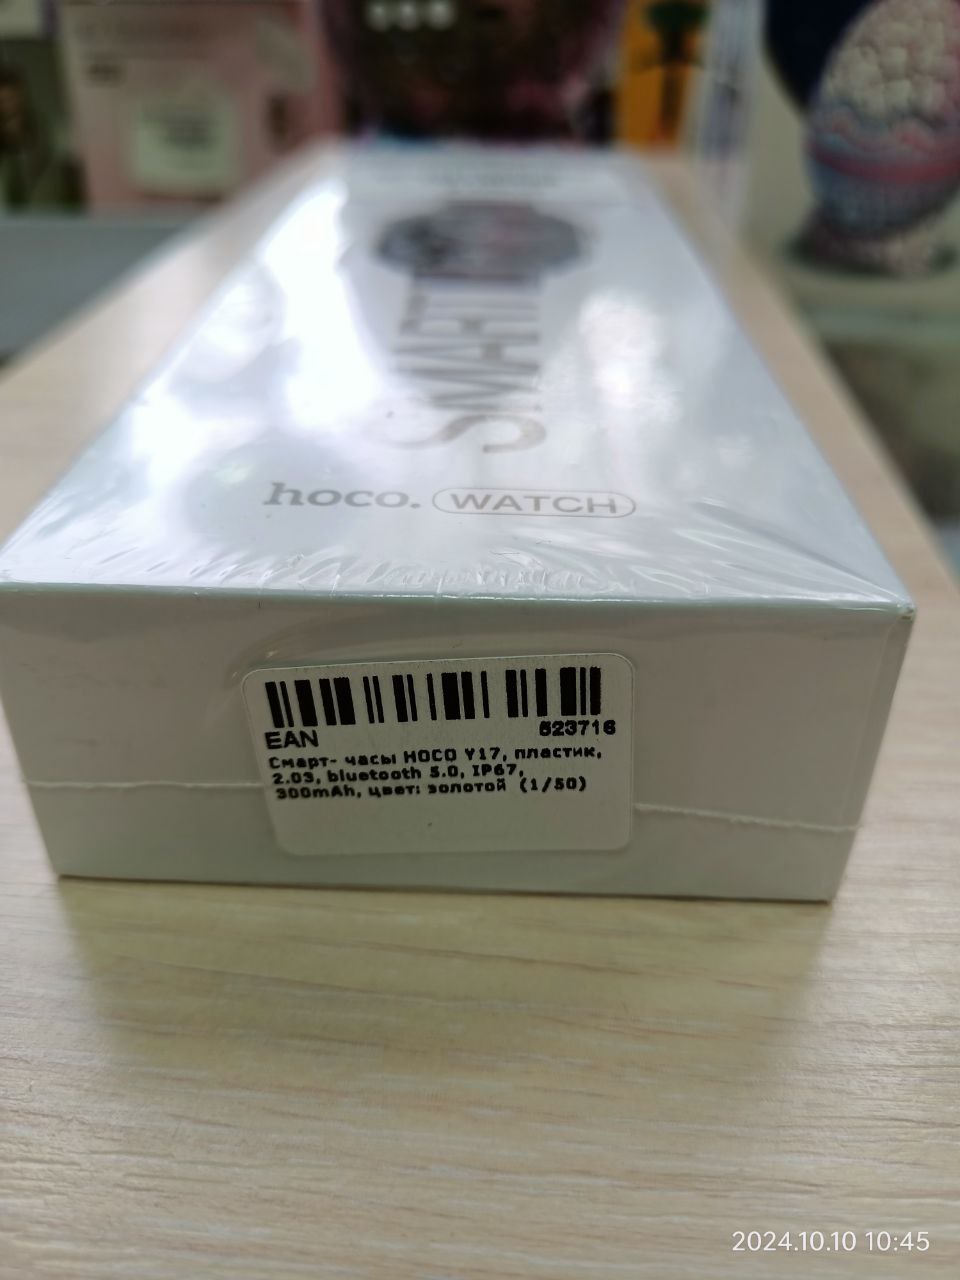 SMART
hoco. WATCH
EAN 523716
Смарт- часы HOCO Y17, пластик,
2.03, bluetooth 5.0, IP67,
300mAh, цвет: золотой (1/50)
2024.10.10 10:45